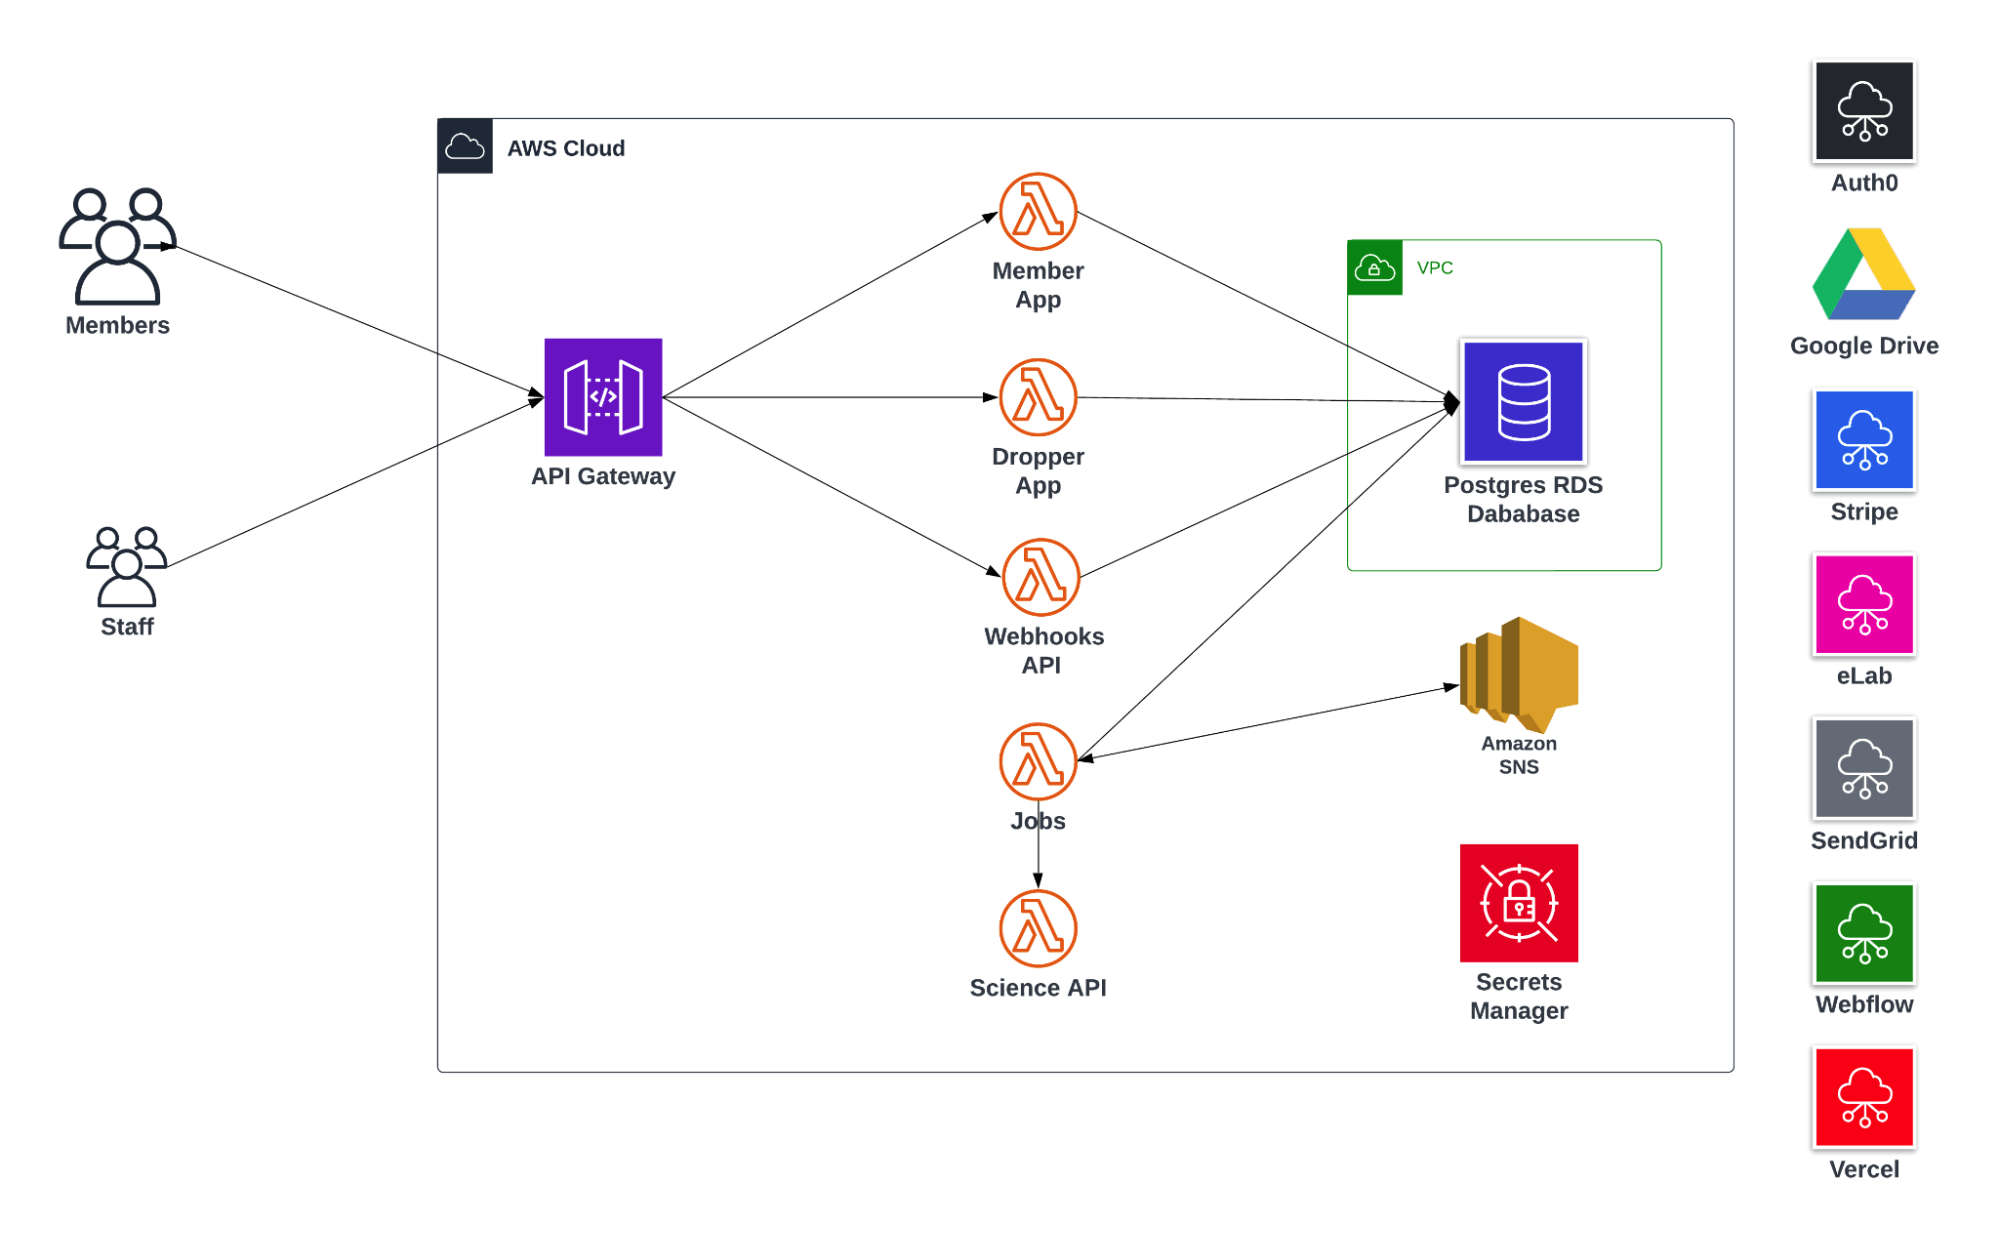 AWS Cloud
Members
Staff
API Gateway
</>
Member
App
Dropper
App
Webhooks
API
Jobs
Science API
VPC
Postgres RDS
Dababase
Amazon
SNS
Secrets
Manager
Auth0
Google Drive
Stripe
eLab
SendGrid
Webflow
Vercel